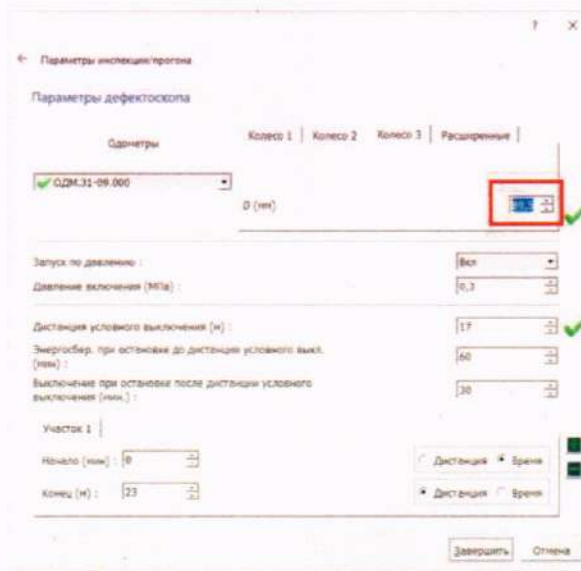 ?  ×
← Параметры инспекции/прогона
Параметры дефектоскопа
Одометры
Колесо 1 | Колесо 2 | Колесо 3 | Расширенные |
ОДМ.31-09.000
D (мм)
Запуск по давлению : Вкл
Давление включения (МПа) : 0,3
Дистанция условного выключения (м) : 17
Энергосбер. при остановке до дистанции условного выкл.
(мин) : 60
Выключение при остановке после дистанции условного
выключения (мин.) : 30
Участок 1 |
Начало (мин) : 0 Дистанция Время
Конец (м) : 23 Дистанция Время
Завершить Отмена